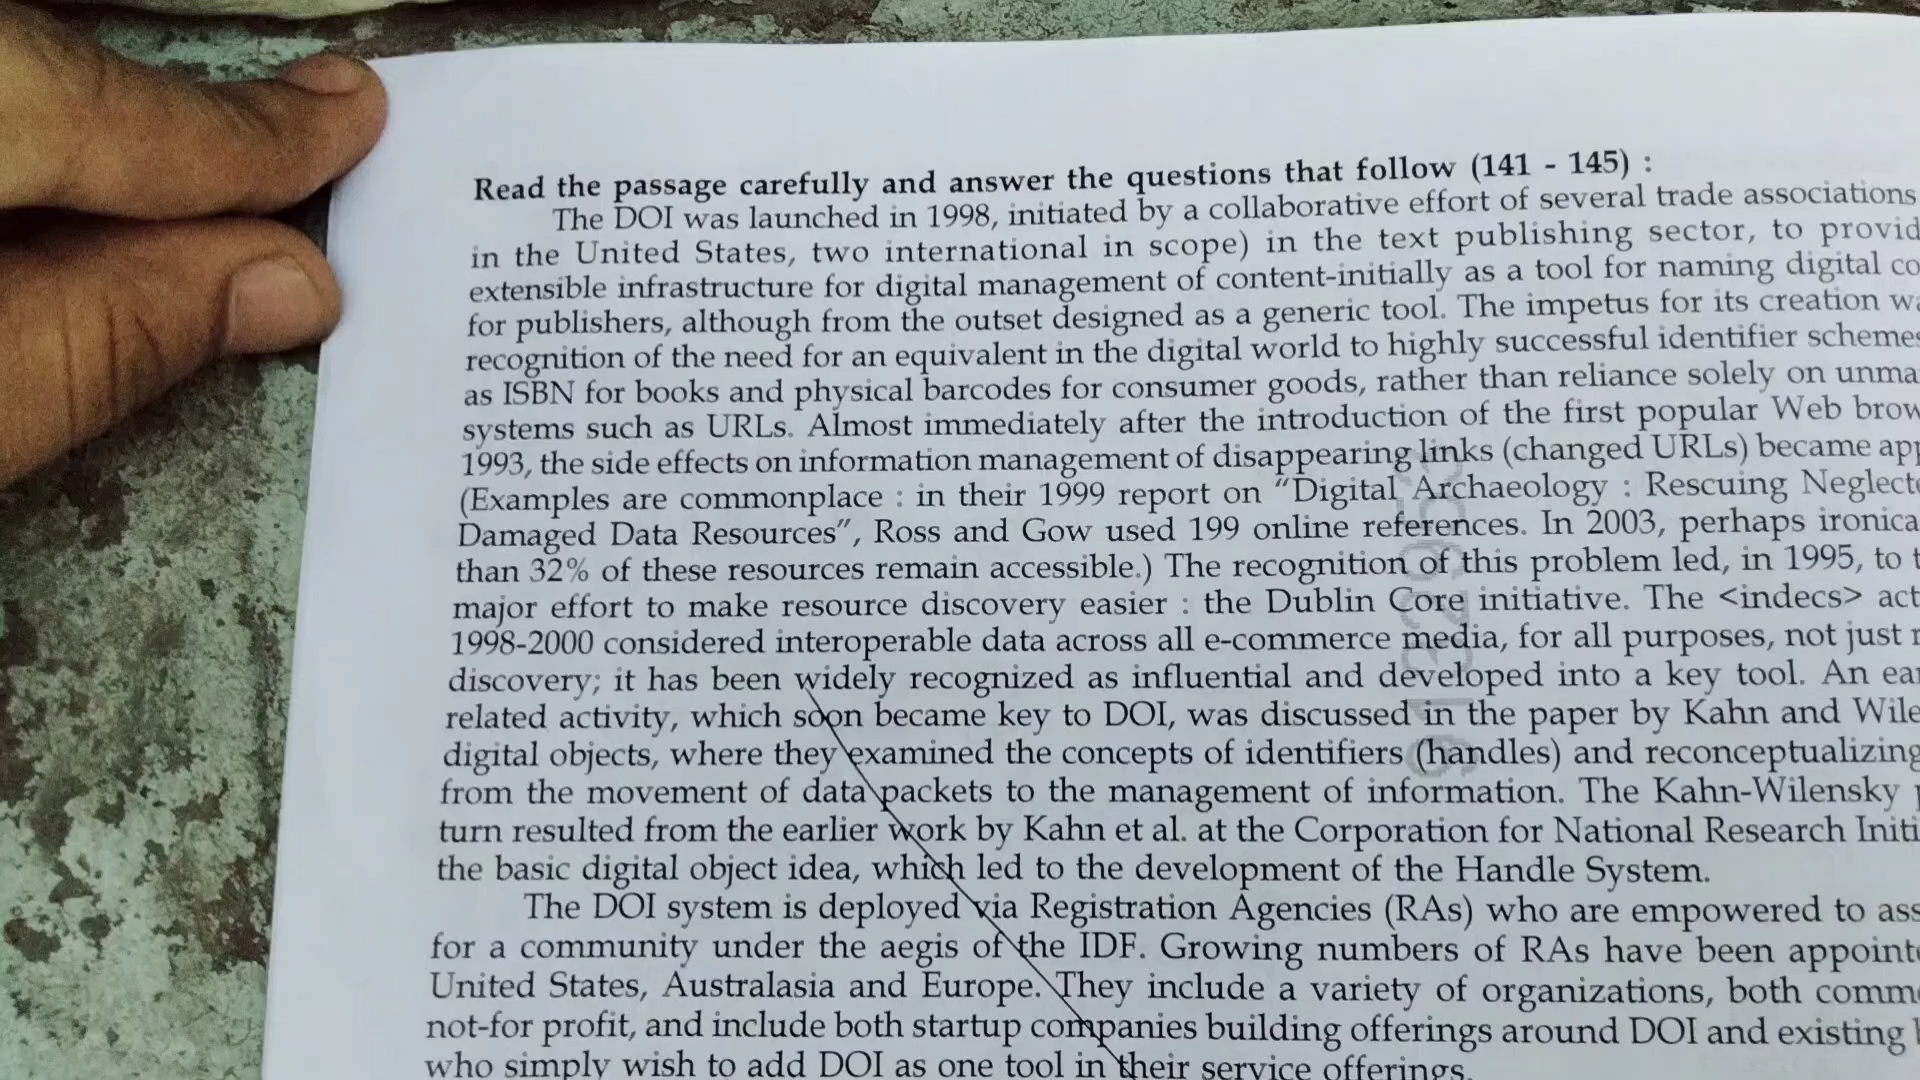 Read the passage carefully and answer the questions that follow (141 - 145) :
The DOI was launched in 1998, initiated by a collaborative effort of several trade associations
in the United States, two international in scope) in the text publishing sector, to provid
extensible infrastructure for digital management of content-initially as a tool for naming digital co
for publishers, although from the outset designed as a generic tool. The impetus for its creation wa
recognition of the need for an equivalent in the digital world to highly successful identifier schemes
as ISBN for books and physical barcodes for consumer goods, rather than reliance solely on unma
systems such as URLs. Almost immediately after the introduction of the first popular Web brow
1993, the side effects on information management of disappearing links (changed URLs) became app
(Examples are commonplace : in their 1999 report on "Digital Archaeology : Rescuing Neglecte
Damaged Data Resources", Ross and Gow used 199 online references. In 2003, perhaps ironica
than 32% of these resources remain accessible.) The recognition of this problem led, in 1995, to t
major effort to make resource discovery easier : the Dublin Core initiative. The <indecs> act
1998-2000 considered interoperable data across all e-commerce media, for all purposes, not just r
discovery; it has been widely recognized as influential and developed into a key tool. An ear
related activity, which soon became key to DOI, was discussed in the paper by Kahn and Wile
digital objects, where they examined the concepts of identifiers (handles) and reconceptualizing
from the movement of data packets to the management of information. The Kahn-Wilensky p
turn resulted from the earlier work by Kahn et al. at the Corporation for National Research Initi
the basic digital object idea, which led to the development of the Handle System.
The DOI system is deployed via Registration Agencies (RAs) who are empowered to ass
for a community under the aegis of the IDF. Growing numbers of RAs have been appointe
United States, Australasia and Europe. They include a variety of organizations, both comme
not-for profit, and include both startup companies building offerings around DOI and existing
who simply wish to add DOI as one tool in their service offerings.